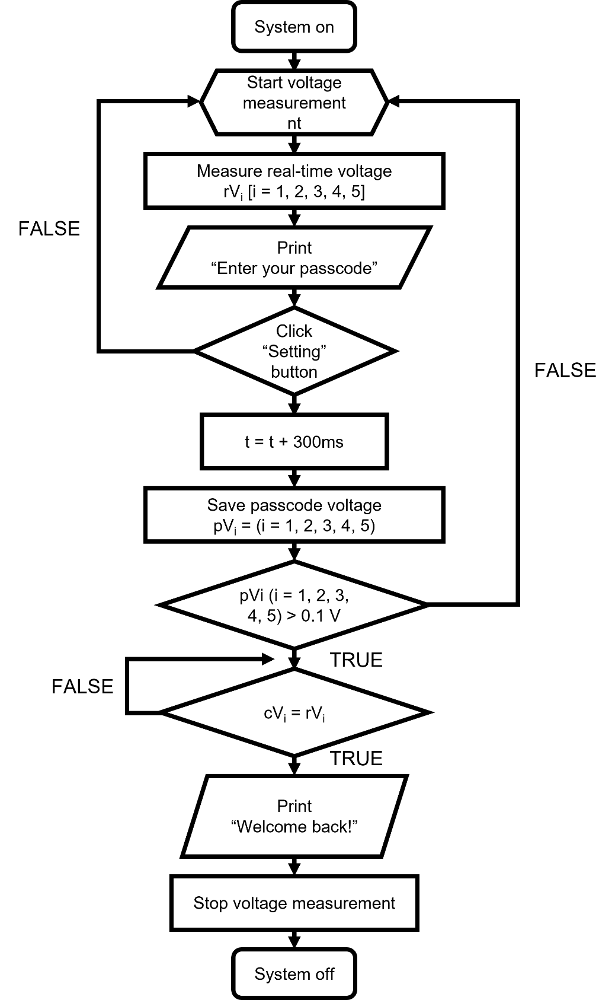 System on
Start voltage
measurement
nt
Measure real-time voltage
rVi [i = 1, 2, 3, 4, 5]
FALSE
Print
“Enter your passcode”
Click
“Setting”
button
FALSE
t = t + 300ms
Save passcode voltage
pVi = (i = 1, 2, 3, 4, 5)
pVi (i = 1, 2, 3,
4, 5) > 0.1 V
TRUE
FALSE
cVi = rVi
TRUE
Print
“Welcome back!”
Stop voltage measurement
System off